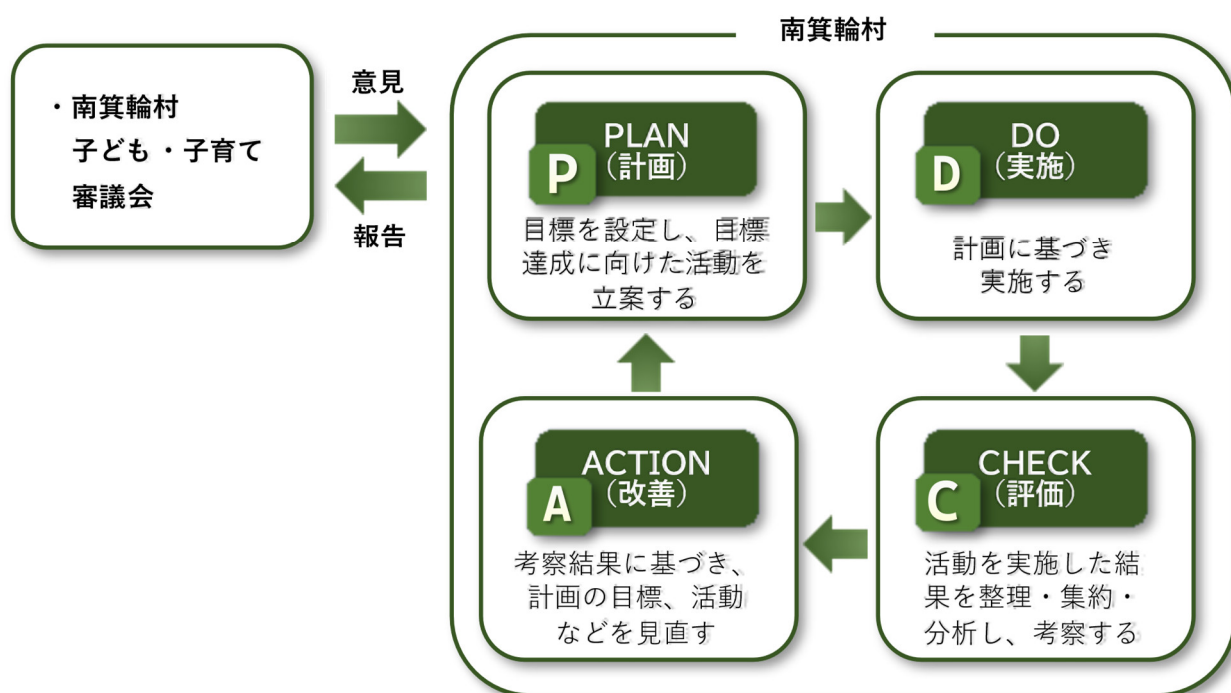 南箕輪村
・南箕輪村
子ども・子育て
審議会
意見
報告
PLAN
（計画）
P
目標を設定し、目標
達成に向けた活動を
立案する
DO
（実施）
D
計画に基づき
実施する
ACTION
（改善）
A
考察結果に基づき、
計画の目標、活動
などを見直す
CHECK
（評価）
C
活動を実施した結
果を整理・集約・
分析し、考察する